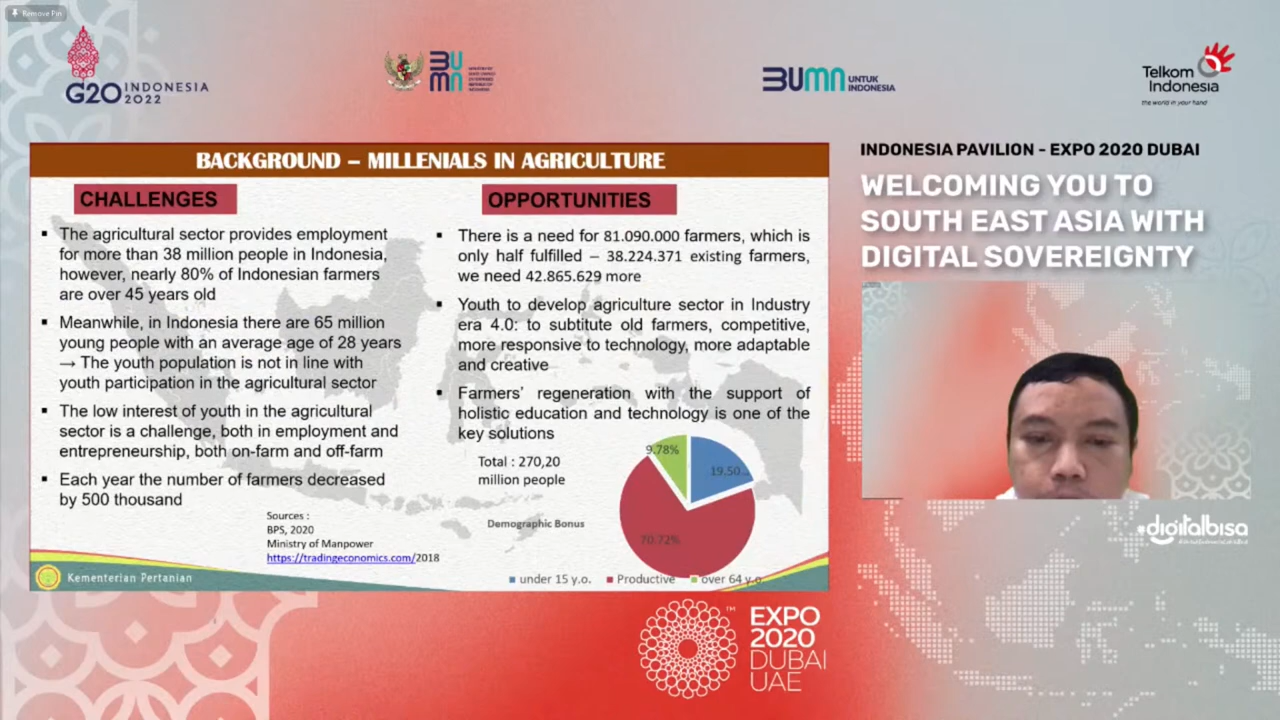 Remove Pin
G20 INDONESIA
2022
BUMN
BUMN UNTUK
INDONESIA
Telkom
Indonesia
the world in your hand
BACKGROUND – MILLENIALS IN AGRICULTURE
CHALLENGES
▪ The agricultural sector provides employment
for more than 38 million people in Indonesia,
however, nearly 80% of Indonesian farmers
are over 45 years old
▪ Meanwhile, in Indonesia there are 65 million
young people with an average age of 28 years
→ The youth population is not in line with
youth participation in the agricultural sector
▪ The low interest of youth in the agricultural
sector is a challenge, both in employment and
entrepreneurship, both on-farm and off-farm
▪ Each year the number of farmers decreased
by 500 thousand
Sources :
BPS, 2020
Ministry of Manpower
https://tradingeconomics.com/2018
OPPORTUNITIES
▪ There is a need for 81.090.000 farmers, which is
only half fulfilled – 38.224.371 existing farmers,
we need 42.865.629 more
▪ Youth to develop agriculture sector in Industry
era 4.0: to subtitute old farmers, competitive,
more responsive to technology, more adaptable
and creative
▪ Farmers' regeneration with the support of
holistic education and technology is one of the
key solutions
Total : 270,20
million people
Demographic Bonus
9.78%
19.50...
70.72%
under 15 y.o. Productive over 64 y.o.
Kementerian Pertanian
INDONESIA PAVILION - EXPO 2020 DUBAI
WELCOMING YOU TO
SOUTH EAST ASIA WITH
DIGITAL SOVEREIGNTY
#digitalbisa
EXPO
2020
DUBAI
UAE
TM